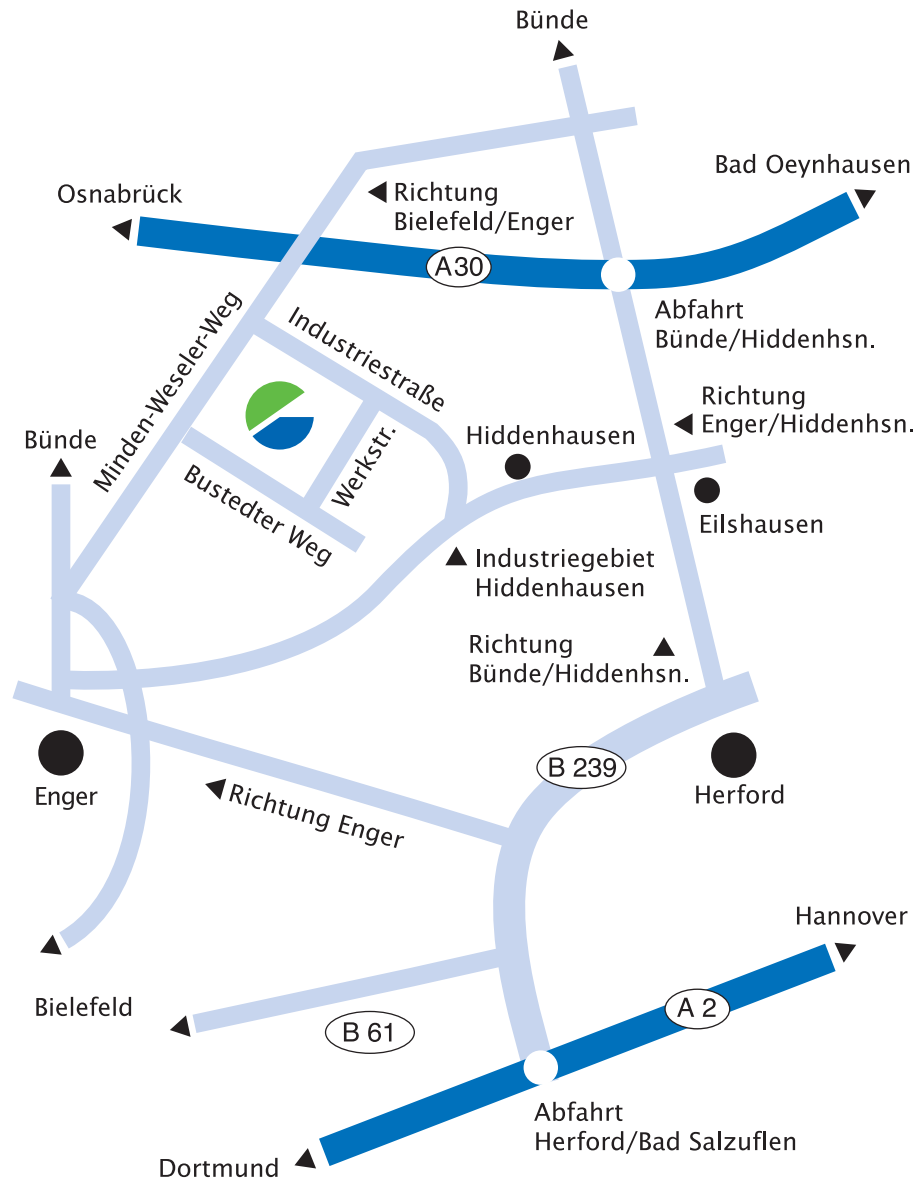 Bünde
Bad Oeynhausen
Osnabrück
Richtung
Bielefeld/Enger
A30
Abfahrt
Bünde/Hiddenhsn.
Industriestraße
Minden-Weseler-Weg
Richtung
Enger/Hiddenhsn.
Bünde
Hiddenhausen
Werkstr.
Bustedter Weg
Eilshausen
Industriegebiet
Hiddenhausen
Richtung
Bünde/Hiddenhsn.
B 239
Enger
Herford
Richtung Enger
Hannover
Bielefeld
A 2
B 61
Abfahrt
Herford/Bad Salzuflen
Dortmund